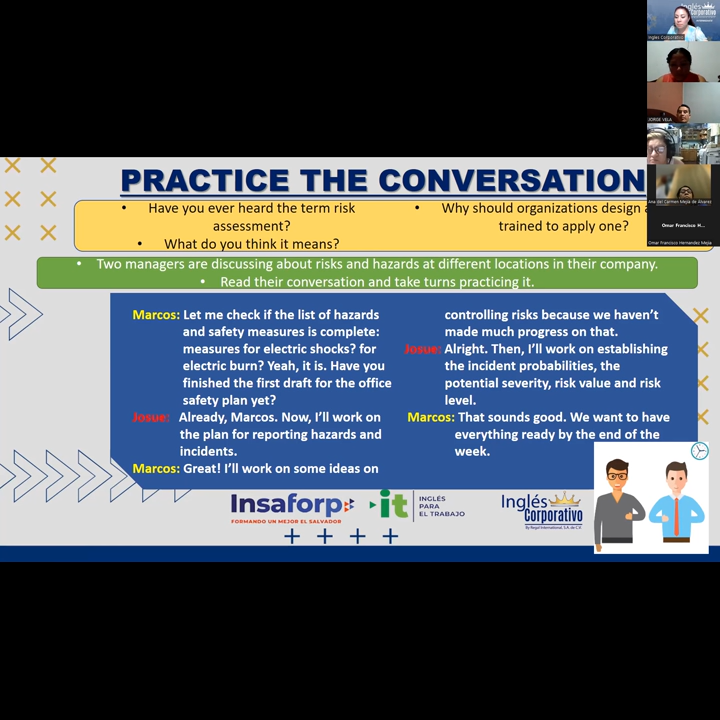 PRACTICE THE CONVERSATION
• Have you ever heard the term risk
assessment?
• What do you think it means?
• Why should organizations design a
trained to apply one?
• Two managers are discussing about risks and hazards at different locations in their company.
• Read their conversation and take turns practicing it.
Marcos: Let me check if the list of hazards
and safety measures is complete:
measures for electric shocks? for
electric burn? Yeah, it is. Have you
finished the first draft for the office
safety plan yet?
Josue: Already, Marcos. Now, I'll work on
the plan for reporting hazards and
incidents.
Marcos: Great! I'll work on some ideas on
controlling risks because we haven't
made much progress on that.
Josue: Alright. Then, I'll work on establishing
the incident probabilities, the
potential severity, risk value and risk
level.
Marcos: That sounds good. We want to have
everything ready by the end of the
week.
Insaforp
FORMANDO UN MEJOR EL SALVADOR
it
INGLÉS
PARA
EL TRABAJO
Inglés
Corporativo
By Regal International, S.A. de C.V.
Inglés
Corporativo
Inglés Corporativo
JORGE VELA
Ana del Carmen Mejia de Alvarez
Omar Francisco H...
Omar Francisco Hernandez Mejia